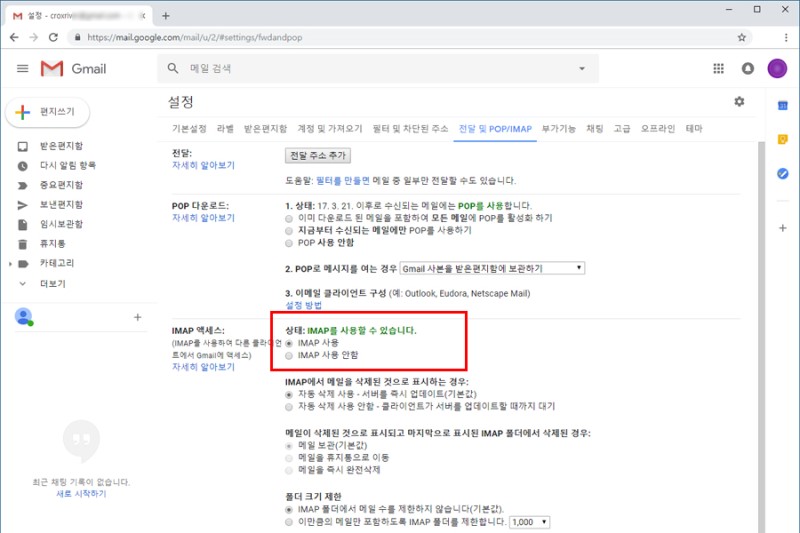 설정 - croxriv
https://mail.google.com/mail/u/2/#settings/fwdandpop
Gmail
메일 검색
편지쓰기
받은편지함
다시 알림 항목
중요편지함
보낸편지함
임시보관함
휴지통
카테고리
더보기
최근 채팅 기록이 없습니다.
새로 시작하기
설정
기본설정 라벨 받은편지함 계정 및 가져오기 필터 및 차단된 주소 전달 및 POP/IMAP 부가기능 채팅 고급 오프라인 테마
전달:
자세히 알아보기
전달 주소 추가
도움말: 필터를 만들면 메일 중 일부만 전달할 수도 있습니다.
POP 다운로드:
자세히 알아보기
1. 상태: 17. 3. 21. 이후로 수신되는 메일에는 POP를 사용합니다.
이미 다운로드 된 메일을 포함하여 모든 메일에 POP를 활성화 하기
지금부터 수신되는 메일에만 POP를 사용하기
POP 사용 안함
2. POP로 메시지를 여는 경우 Gmail 사본을 받은편지함에 보관하기
3. 이메일 클라이언트 구성 (예: Outlook, Eudora, Netscape Mail)
설정 방법
IMAP 액세스:
(IMAP를 사용하여 다른 클라이언
트에서 Gmail에 액세스)
자세히 알아보기
상태: IMAP를 사용할 수 있습니다.
IMAP 사용
IMAP 사용 안함
IMAP에서 메일을 삭제된 것으로 표시하는 경우:
자동 삭제 사용 - 서버를 즉시 업데이트(기본값)
자동 삭제 사용 안함 - 클라이언트가 서버를 업데이트할 때까지 대기
메일이 삭제된 것으로 표시되고 마지막으로 표시된 IMAP 폴더에서 삭제된 경우:
메일 보관(기본값)
메일을 휴지통으로 이동
메일을 즉시 완전삭제
폴더 크기 제한
IMAP 폴더에서 메일 수를 제한하지 않습니다(기본값).
이만큼의 메일만 포함하도록 IMAP 폴더를 제한합니다. 1,000